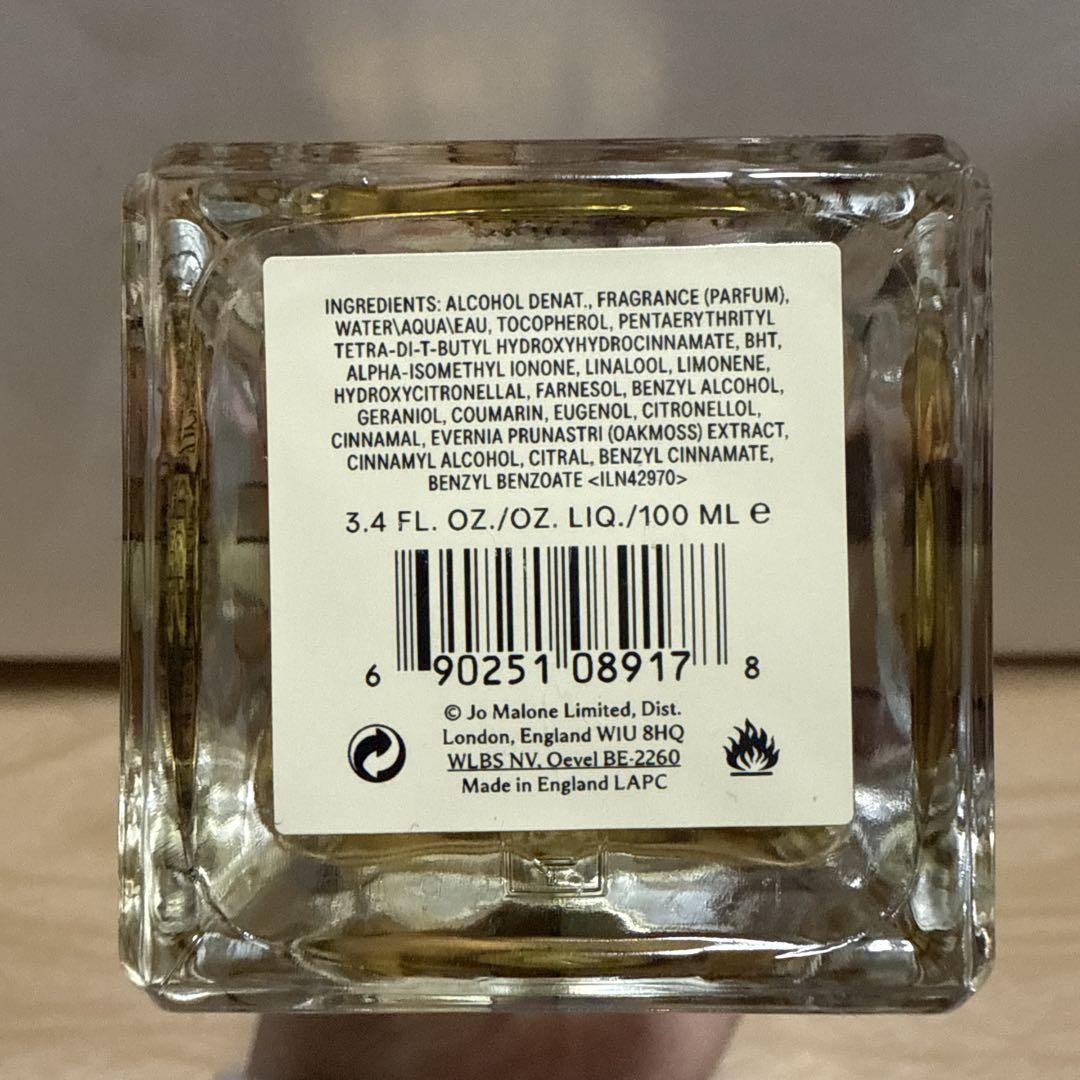 INGREDIENTS: ALCOHOL DENAT., FRAGRANCE (PARFUM),
WATER\AQUA\EAU, TOCOPHEROL, PENTAERYTHRITYL
TETRA-DI-T-BUTYL HYDROXYHYDROCINNAMATE, BHT,
ALPHA-ISOMETHYL IONONE, LINALOOL, LIMONENE,
HYDROXYCITRONELLAL, FARNESOL, BENZYL ALCOHOL,
GERANIOL, COUMARIN, EUGENOL, CITRONELLOL,
CINNAMAL, EVERNIA PRUNASTRI (OAKMOSS) EXTRACT,
CINNAMYL ALCOHOL, CITRAL, BENZYL CINNAMATE,
BENZYL BENZOATE <ILN42970>
3.4 FL. OZ./OZ. LIQ./100 ML e
6 90251 08917 8
© Jo Malone Limited, Dist.
London, England W1U 8HQ
WLBS NV, Oevel BE-2260
Made in England LAPC